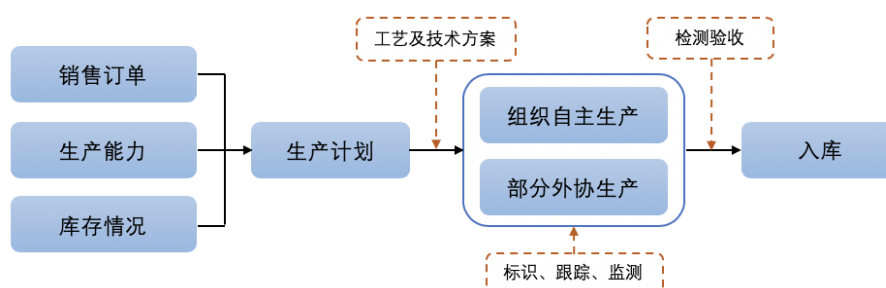 工艺及技术方案
检测验收
销售订单
生产能力
库存情况
生产计划
组织自主生产
部分外协生产
入库
标识、跟踪、监测